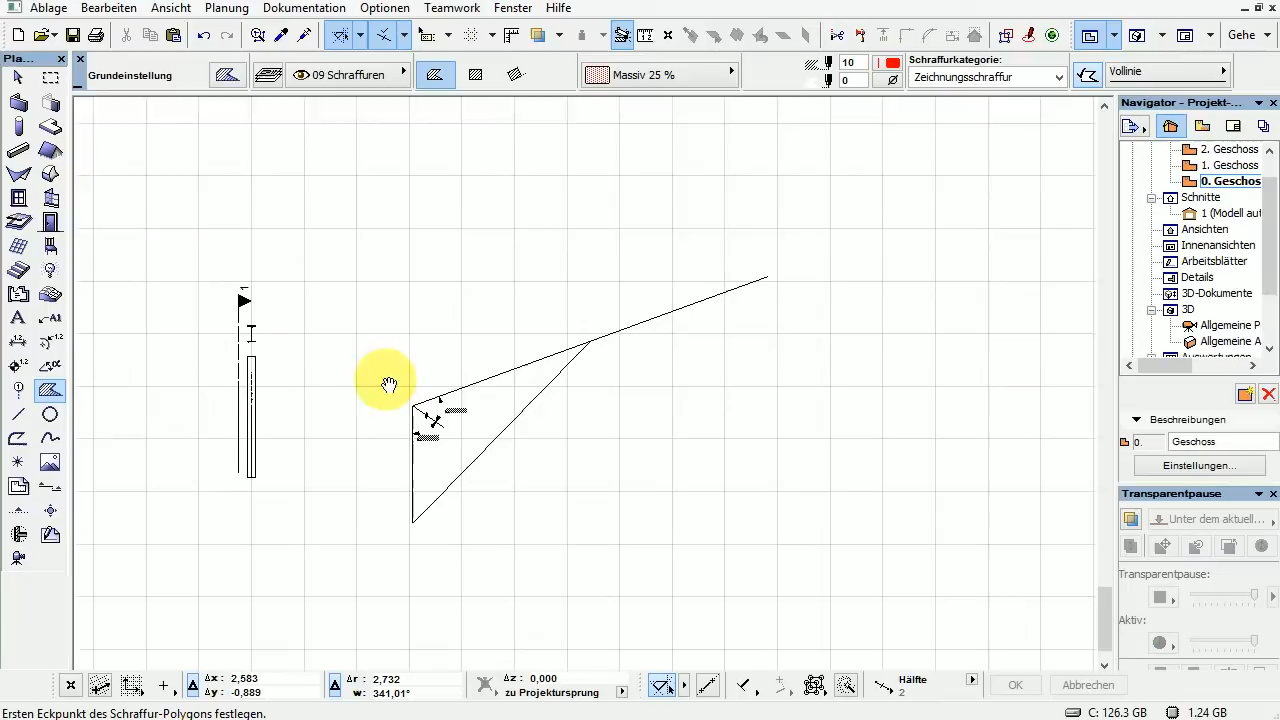 Ablage Bearbeiten Ansicht Planung Dokumentation Optionen Teamwork Fenster Hilfe
Gehe
Pla...
Grundeinstellung
09 Schraffuren
Massiv 25 %
10
0
Schraffurkategorie:
Zeichnungsschraffur
Vollinie
Navigator - Projekt-...
2. Geschoss
1. Geschoss
0. Geschos
Schnitte
1 (Modell aut
Ansichten
Innenansichten
Arbeitsblätter
Details
3D-Dokumente
3D
Allgemeine P
Allgemeine A
Beschreibungen
0. Geschoss
Einstellungen...
Transparentpause
Unter dem aktuell...
Transparentpause:
Aktiv:
Δx: 2,583
Δy: -0,889
Δr: 2,732
w: 341,01°
Δz: 0,000
zu Projektursprung
Hälfte
2
OK
Abbrechen
Ersten Eckpunkt des Schraffur-Polygons festlegen.
C: 126.3 GB
1.24 GB